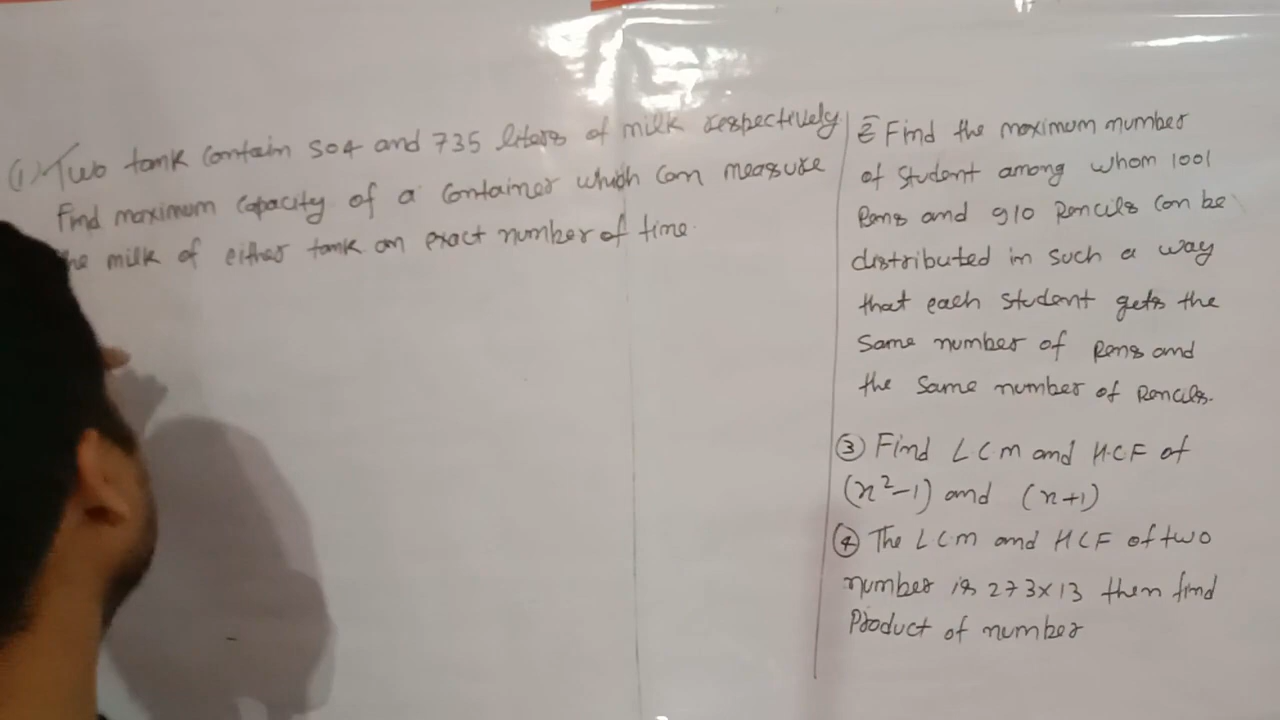 (1) Two tank contain 504 and 735 liters of milk respectively
Find maximum capacity of a container which can measure
he milk of either tank an exact number of time.
2 Find the maximum number
of student among whom 1001
Pens and 910 Pencils can be
distributed in such a way
that each student gets the
Same number of Pens and
the same number of Pencils.
③ Find L.C.m and H.C.F of
(x²-1) and (x+1)
④ The L.C.m and HCF of two
number is 273x13 then find
Product of number